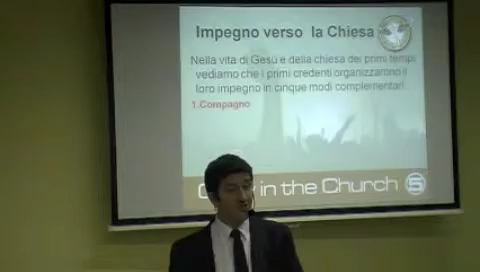 Impegno verso la Chiesa
Nella vita di Gesù e della chiesa dei primi tempi
vediamo che i primi credenti organizzarono il
loro impegno in cinque modi complementari.
1.Compagno
in the Church 5